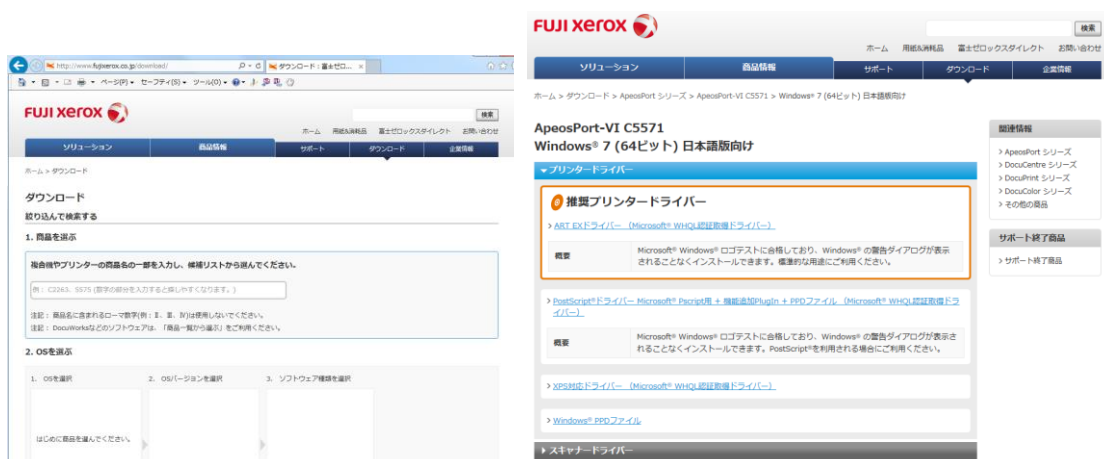 http://www.fujixerox.co.jp/download/
ダウンロード：富士ゼロ...
ページ(P) セーフティ(S) ツール(O)
FUJI xerox
検索
ホーム 用紙&消耗品 富士ゼロックスダイレクト お問い合わせ
ソリューション 商品情報 サポート ダウンロード 企業情報
ホーム > ダウンロード
ダウンロード
絞り込んで検索する
1. 商品を選ぶ
複合機やプリンターの商品名の一部を入力し、候補リストから選んでください。
例： C2263、5575 (数字の部分を入力すると探しやすくなります。)
注記： 商品名に含まれるローマ数字(例：Ⅱ、Ⅲ、Ⅳ)は使用しないでください。
注記： DocuWorksなどのソフトウェアは、「商品一覧から選ぶ」をご利用ください。
2. OSを選ぶ
1. OSを選択 2. OSバージョンを選択 3. ソフトウェア種類を選択
はじめに商品を選んでください。
FUJI xerox
検索
ホーム 用紙&消耗品 富士ゼロックスダイレクト お問い合わせ
ソリューション 商品情報 サポート ダウンロード 企業情報
ホーム > ダウンロード > ApeosPort シリーズ > ApeosPort-VI C5571 > Windows® 7 (64ビット) 日本語版向け
ApeosPort-VI C5571
Windows® 7 (64ビット) 日本語版向け
プリンタードライバー
推奨プリンタードライバー
> ART EXドライバー （Microsoft® WHQL認証取得ドライバー）
概要
Microsoft® Windows® ロゴテストに合格しており、Windows® の警告ダイアログが表示
されることなくインストールできます。標準的な用途にご利用ください。
> PostScript®ドライバー Microsoft® Pscript用 + 機能追加PlugIn + PPDファイル （Microsoft® WHQL認証取得ドラ
イバー）
概要
Microsoft® Windows® ロゴテストに合格しており、Windows® の警告ダイアログが表示さ
れることなくインストールできます。PostScript®を利用される場合にご利用ください。
> XPS対応ドライバー （Microsoft® WHQL認証取得ドライバー）
> Windows® PPDファイル
スキャナードライバー
関連情報
> ApeosPort シリーズ
> DocuCentre シリーズ
> DocuPrint シリーズ
> DocuColor シリーズ
> その他の商品
サポート終了商品
> サポート終了商品